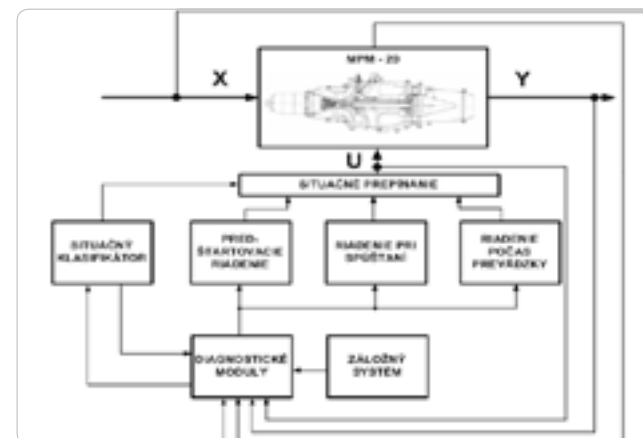 MPM - 20
X
Y
U
SITUAČNÉ PREPÍNANIE
SITUAČNÝ
KLASIFIKÁTOR
PRED-
ŠTARTOVACIE
RIADENIE
RIADENIE PRI
SPÚŠTANÍ
RIADENIE
POČAS
PREVÁDZKY
DIAGNOSTICKÉ
MODULY
ZÁLOŽNÝ
SYSTÉM